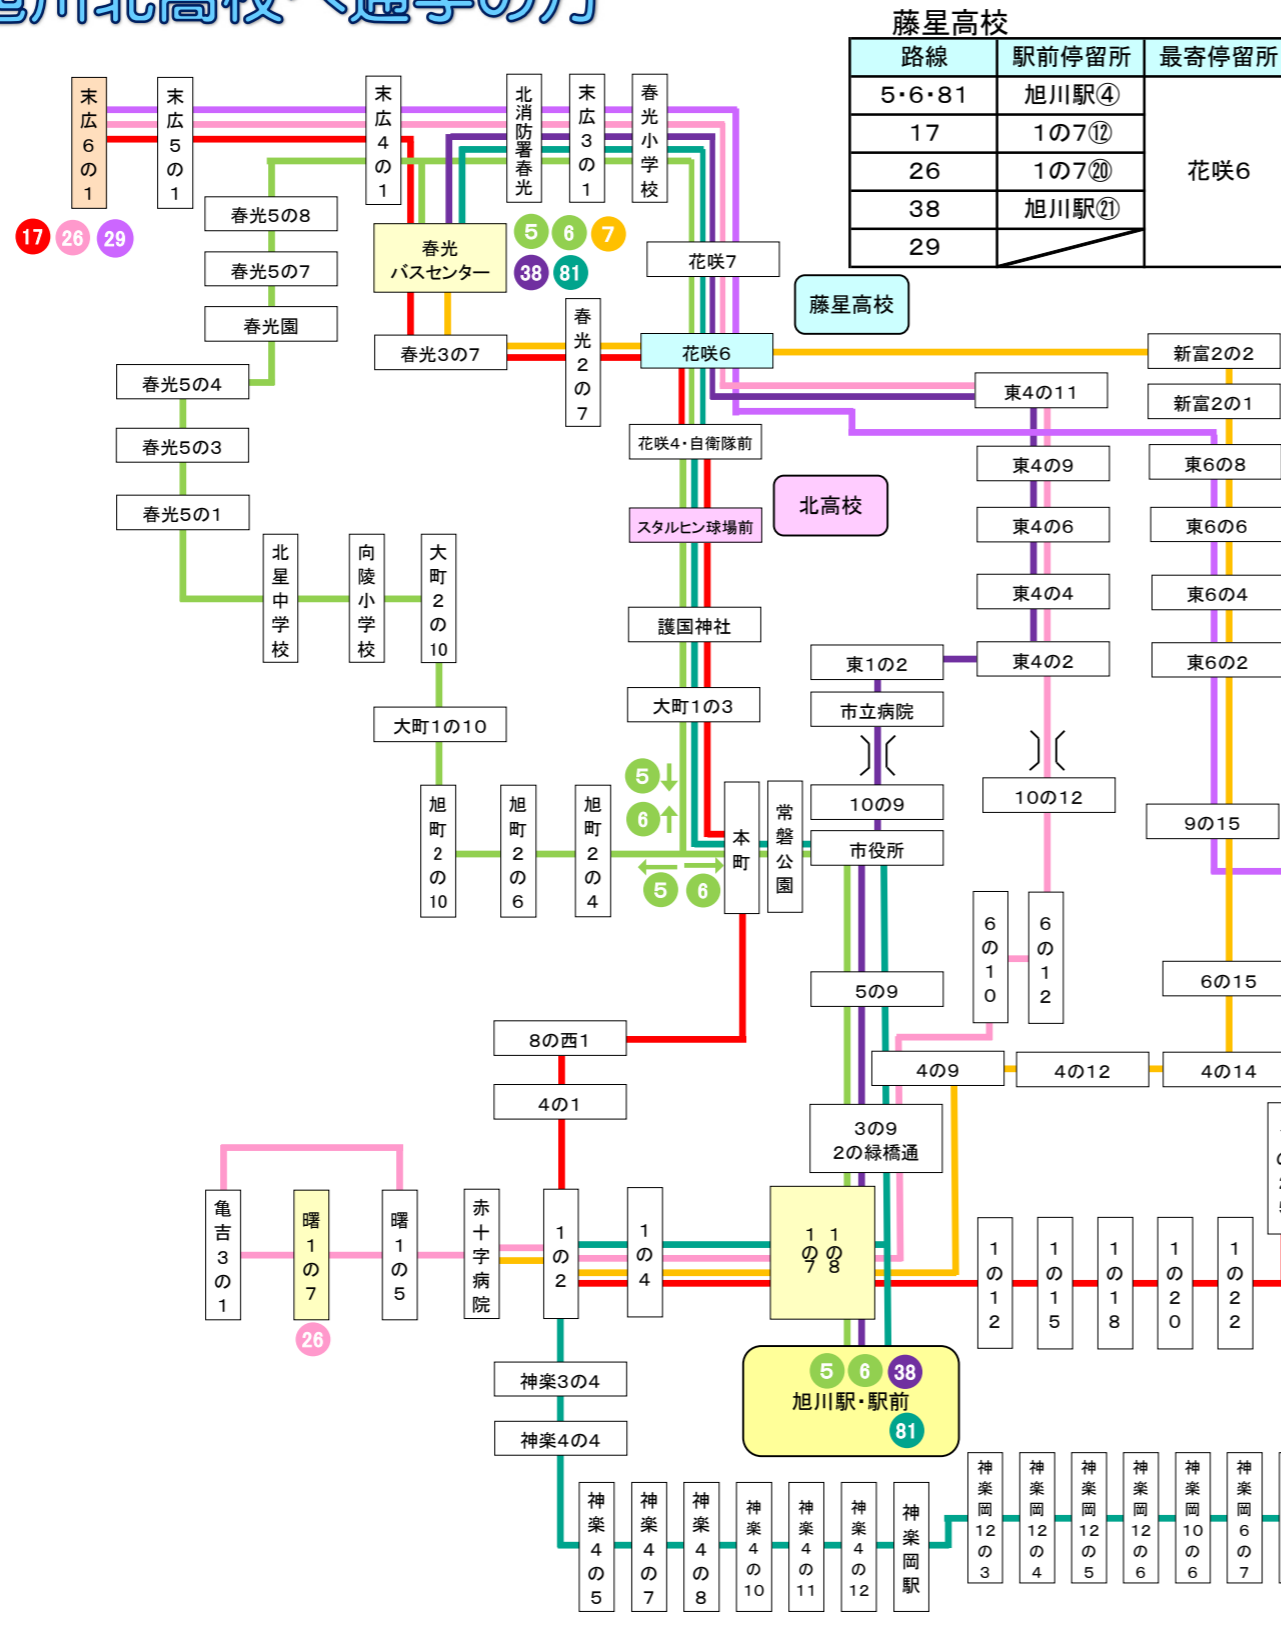 旭川北高校へ通学の方
藤星高校
路線 駅前停留所 最寄停留所
5・6・81 旭川駅④
17 1の7⑫
26 1の7⑳
38 旭川駅㉑
29
花咲6
末広6の1
末広5の1
末広4の1
北消防署春光
末広3の1
春光小学校
17 26 29
春光5の8
春光5の7
春光園
春光
バスセンター
5 6 7
38 81
花咲7
藤星高校
春光3の7
春光2の7
花咲6
新富2の2
春光5の4
東4の11
新富2の1
春光5の3
花咲4・自衛隊前
東4の9
東6の8
春光5の1
スタルヒン球場前
北高校
東4の6
東6の6
北星中学校
向陵小学校
大町2の10
東4の4
東6の4
護国神社
東1の2
東4の2
東6の2
大町1の10
大町1の3
市立病院
5
6
10の9
10の12
9の15
旭町2の10
旭町2の6
旭町2の4
本町
常磐公園
市役所
5 6
6の10
6の12
5の9
6の15
8の西1
4の9
4の12
4の14
4の1
3の9
2の緑橋通
亀吉3の1
曙1の7
曙1の5
赤十字病院
1の2
1の4
1の7
1の8
1の12
1の15
1の18
1の20
1の22
26
神楽3の4
5 6 38
旭川駅・駅前
81
神楽4の4
神楽4の5
神楽4の7
神楽4の8
神楽4の10
神楽4の11
神楽4の12
神楽岡駅
神楽岡12の3
神楽岡12の4
神楽岡12の5
神楽岡12の6
神楽岡10の6
神楽岡6の7